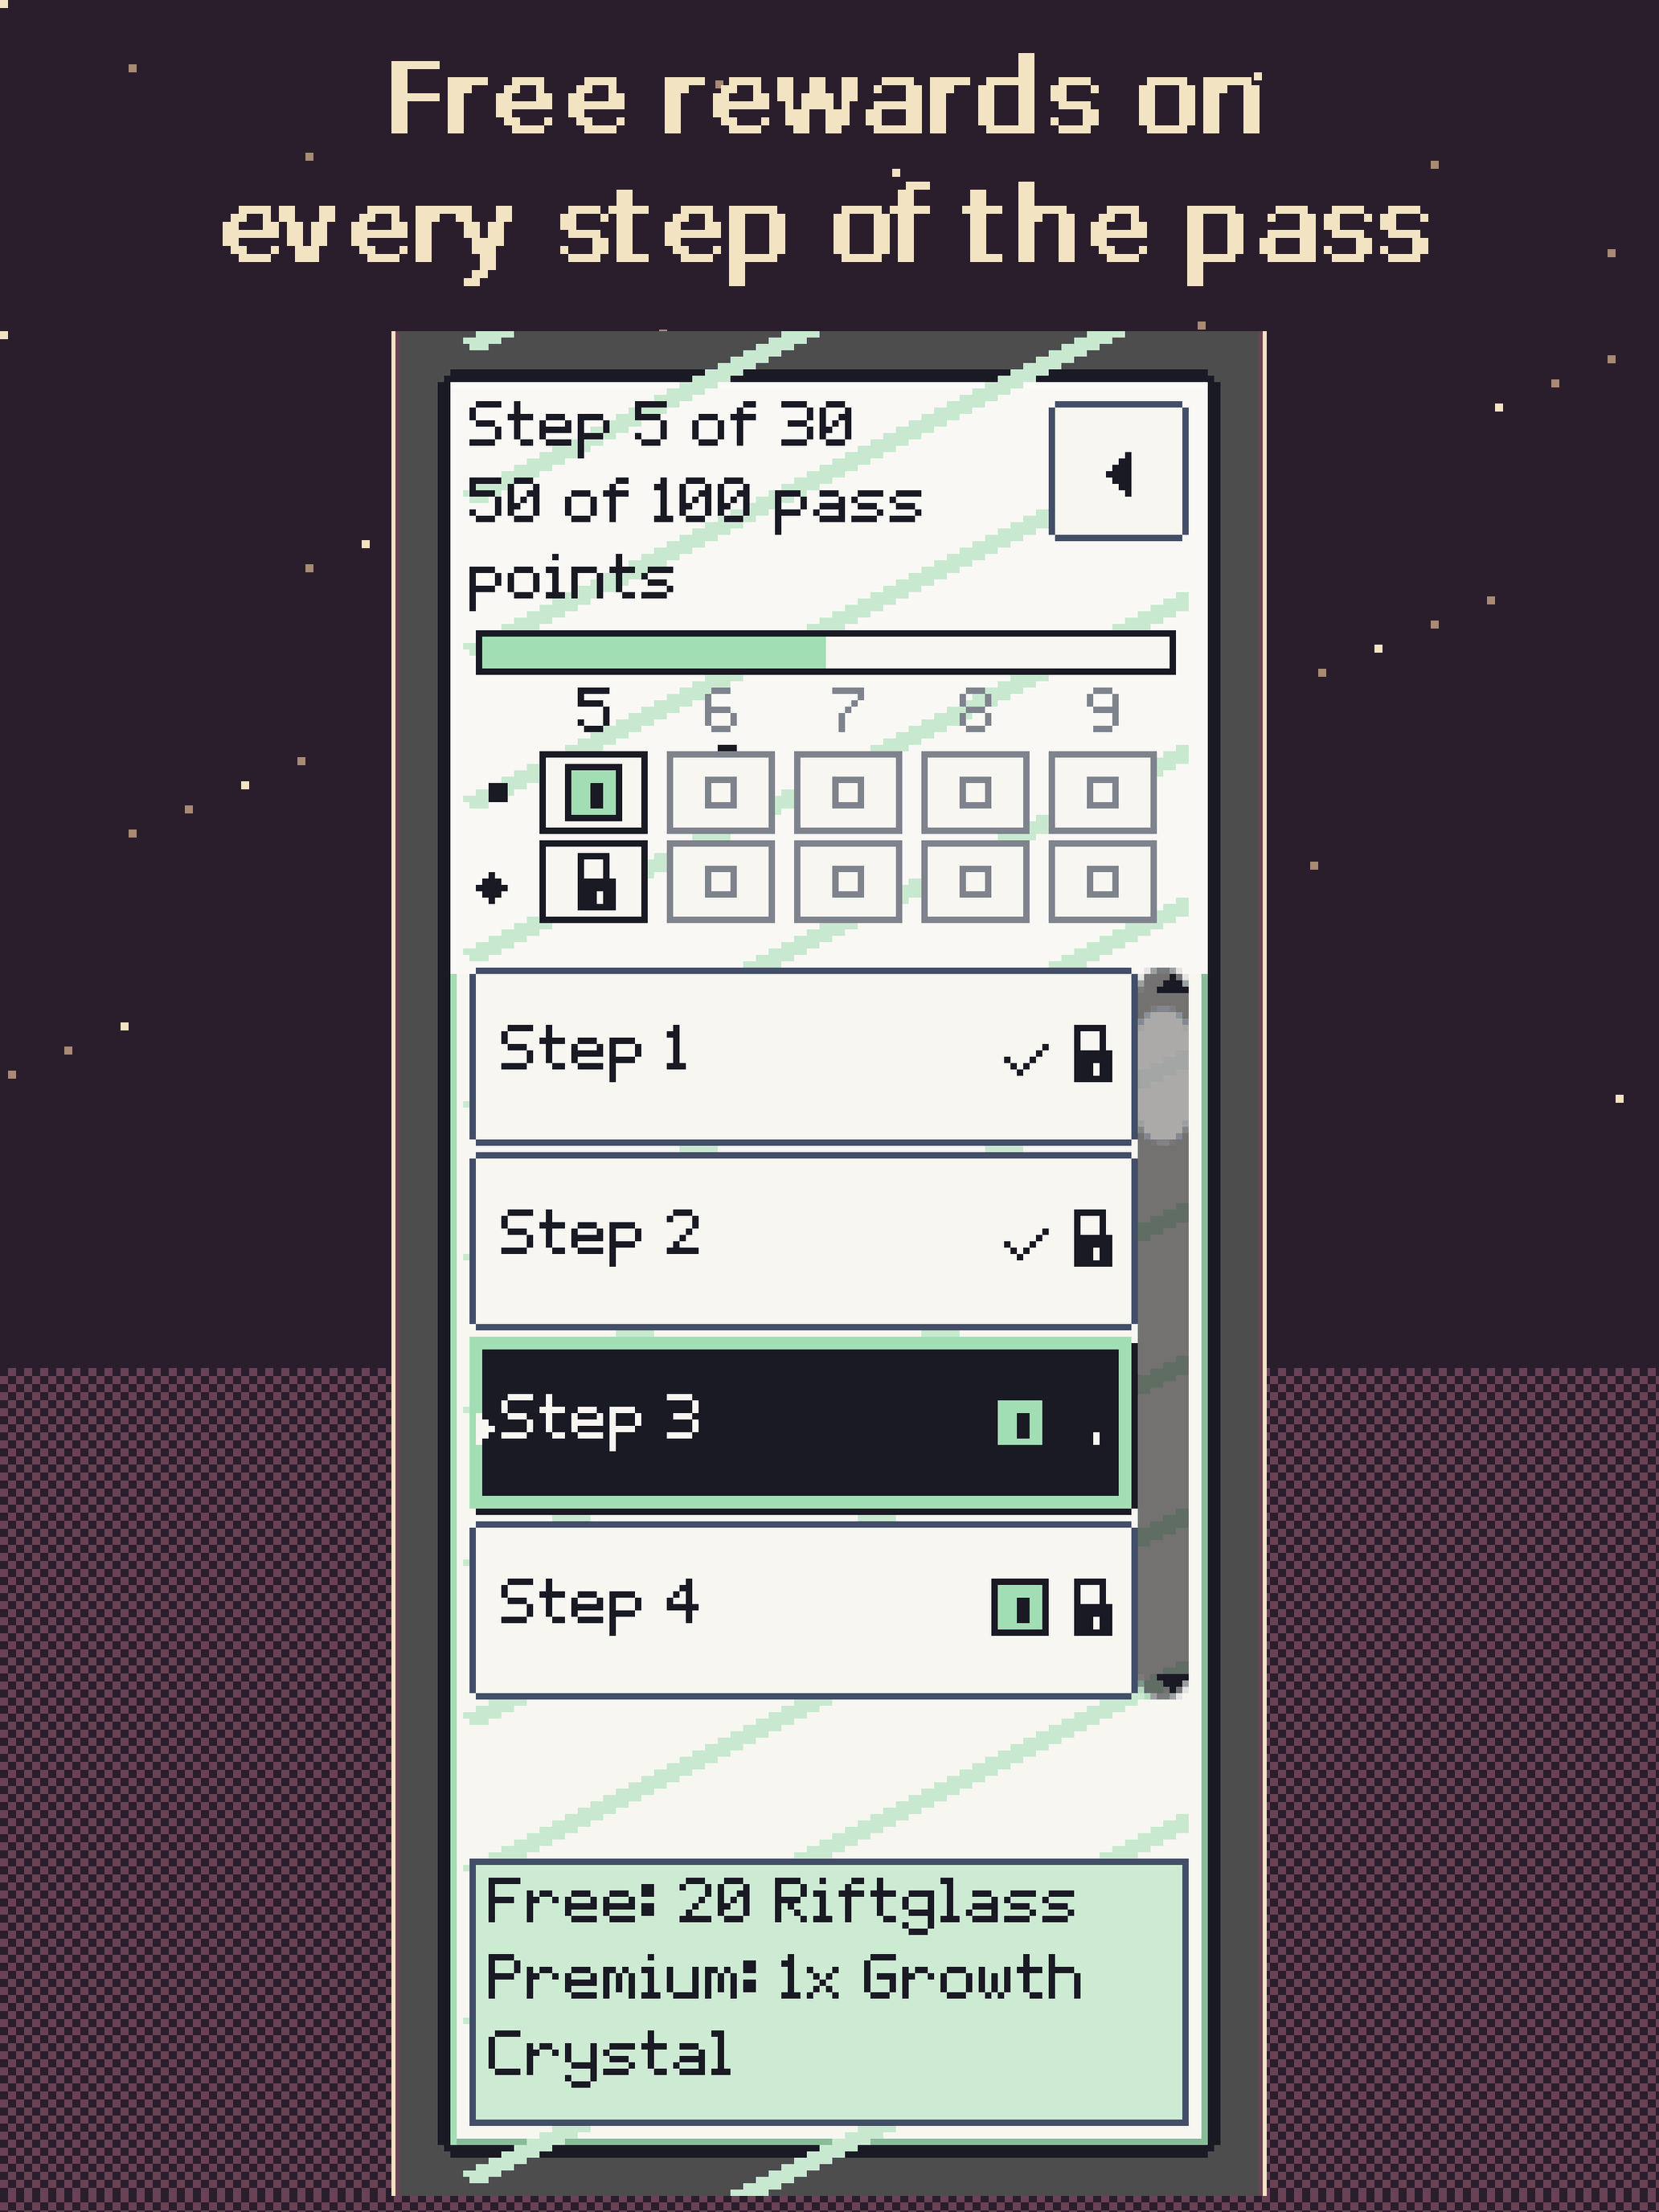 Free rewards on
every step of the pass
Step 5 of 30
50 of 100 pass
points
5 6 7 8 9
Step 1
Step 2
Step 3
Step 4
Free: 20 Riftglass
Premium: 1x Growth
Crystal